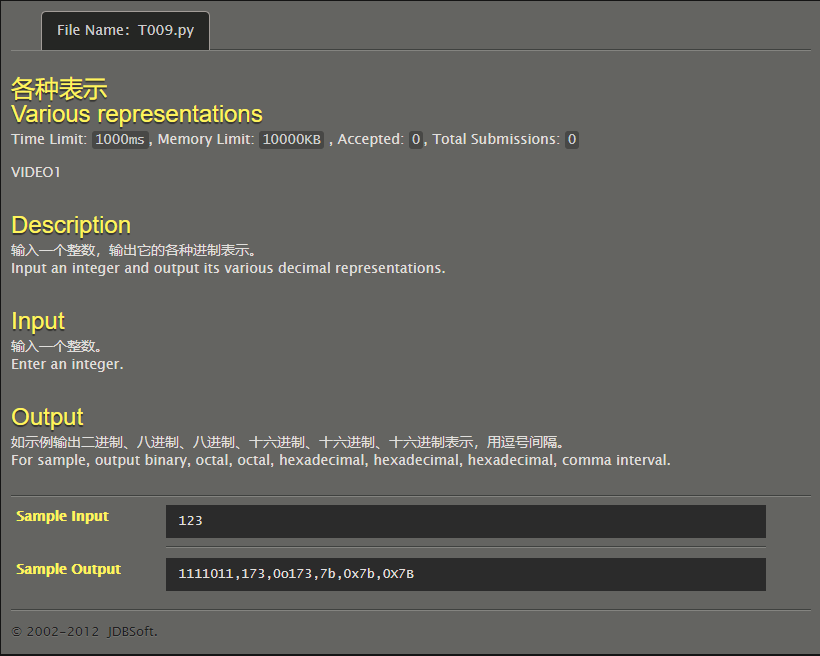 File Name: T009.py
各种表示
Various representations
Time Limit: 1000ms, Memory Limit: 10000KB , Accepted: 0, Total Submissions: 0
VIDEO1
Description
输入一个整数，输出它的各种进制表示。
Input an integer and output its various decimal representations.
Input
输入一个整数。
Enter an integer.
Output
如示例输出二进制、八进制、八进制、十六进制、十六进制、十六进制表示，用逗号间隔。
For sample, output binary, octal, octal, hexadecimal, hexadecimal, hexadecimal, comma interval.
Sample Input
123
Sample Output
1111011,173,0o173,7b,0x7b,0X7B
© 2002-2012 JDBSoft.